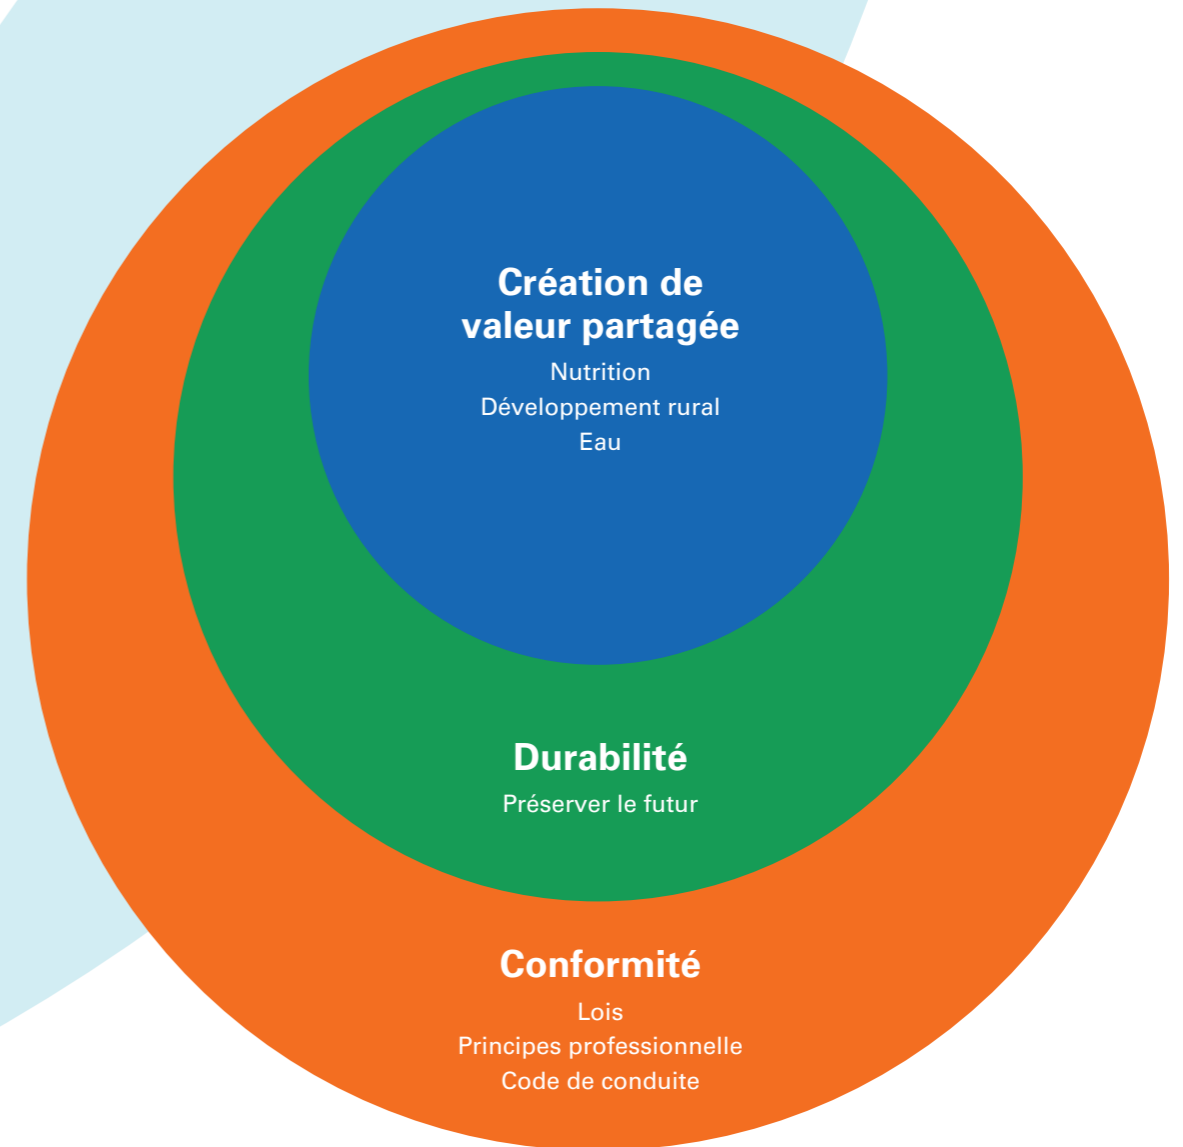 Création de
valeur partagée
Nutrition
Développement rural
Eau
Durabilité
Préserver le futur
Conformité
Lois
Principes professionnelle
Code de conduite